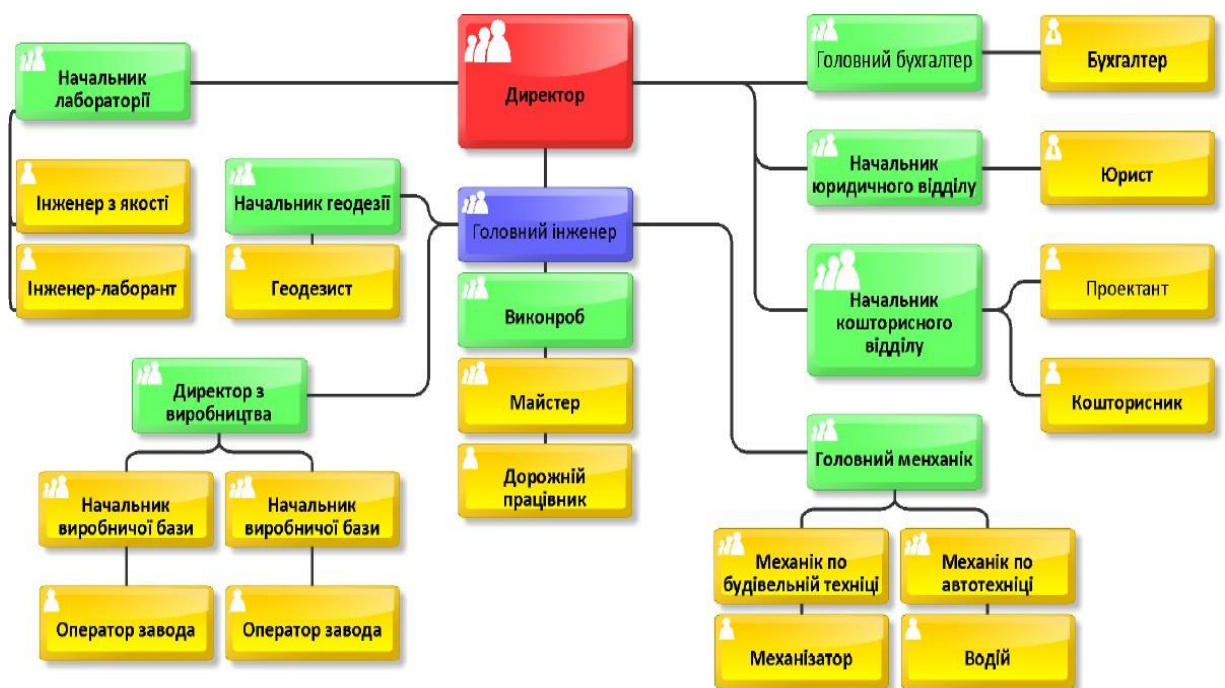 Начальник
лабораторії
Директор
Головний бухгалтер
Бухгалтер
Начальник
юридичного відділу
Юрист
Інженер з якості
Начальник геодезії
Головний інженер
Інженер-лаборант
Геодезист
Начальник
кошторисного
відділу
Проектант
Виконроб
Директор з
виробництва
Майстер
Кошторисник
Головний менханік
Дорожній
працівник
Начальник
виробничої бази
Начальник
виробничої бази
Механік по
будівельній техніці
Механік по
автотехніці
Оператор завода
Оператор завода
Механізатор
Водій